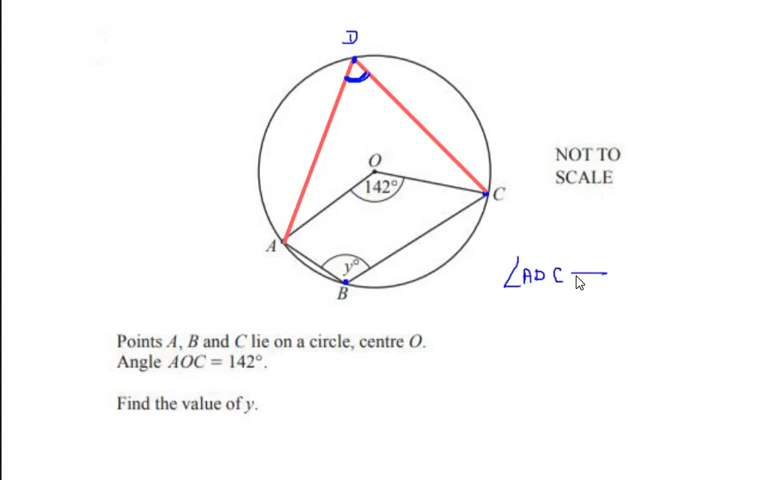 D
O
NOT TO
SCALE
142°
C
A
y°
∠ADC =
B
Points A, B and C lie on a circle, centre O.
Angle AOC = 142°.
Find the value of y.